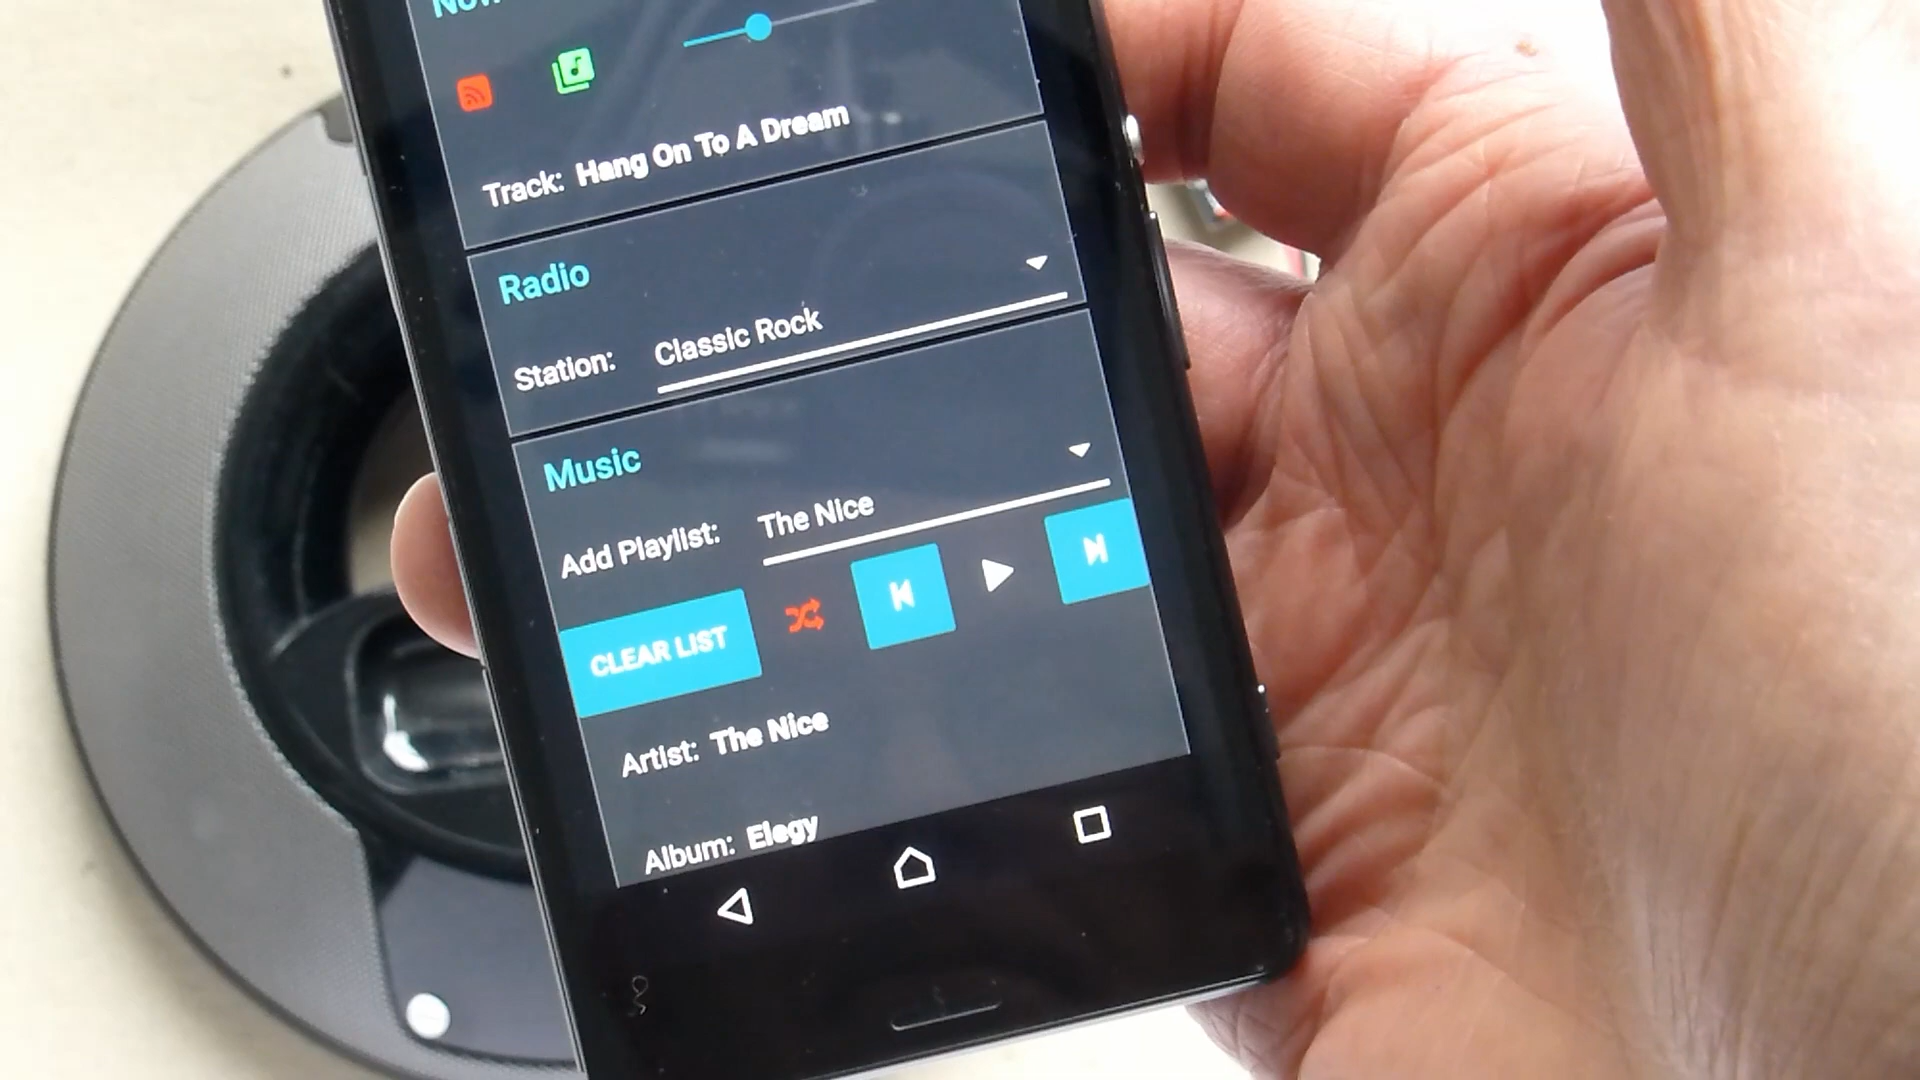 Track: Hang On To A Dream
Radio
Station: Classic Rock
Music
Add Playlist: The Nice
CLEAR LIST
Artist: The Nice
Album: Elegy